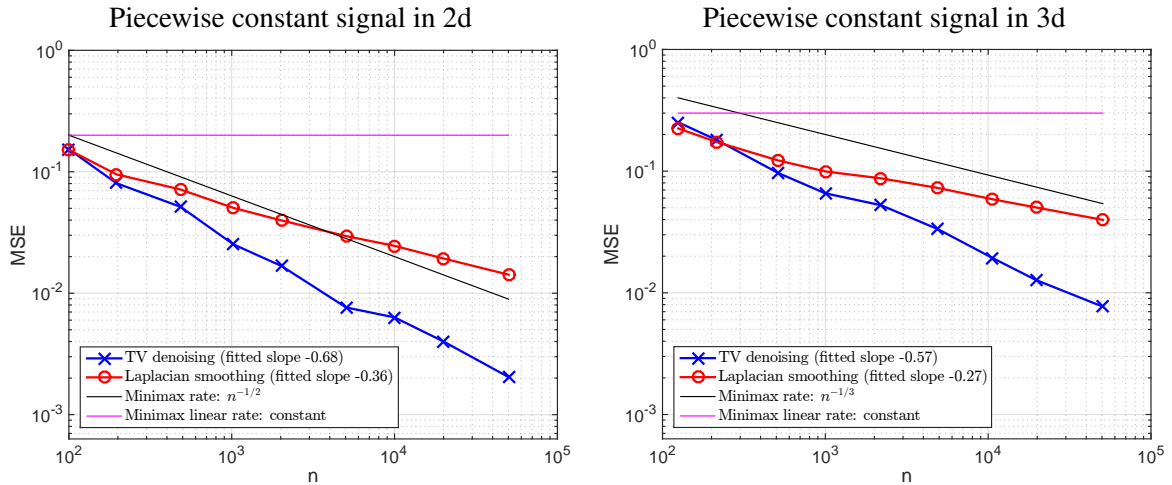 Piecewise constant signal in 2d
10^0
10^-1
10^-2
10^-3
MSE
TV denoising (fitted slope -0.68)
Laplacian smoothing (fitted slope -0.36)
Minimax rate: n^{-1/2}
Minimax linear rate: constant
10^2 10^3 10^4 10^5
n
Piecewise constant signal in 3d
10^0
10^-1
10^-2
10^-3
MSE
TV denoising (fitted slope -0.57)
Laplacian smoothing (fitted slope -0.27)
Minimax rate: n^{-1/3}
Minimax linear rate: constant
10^2 10^3 10^4 10^5
n